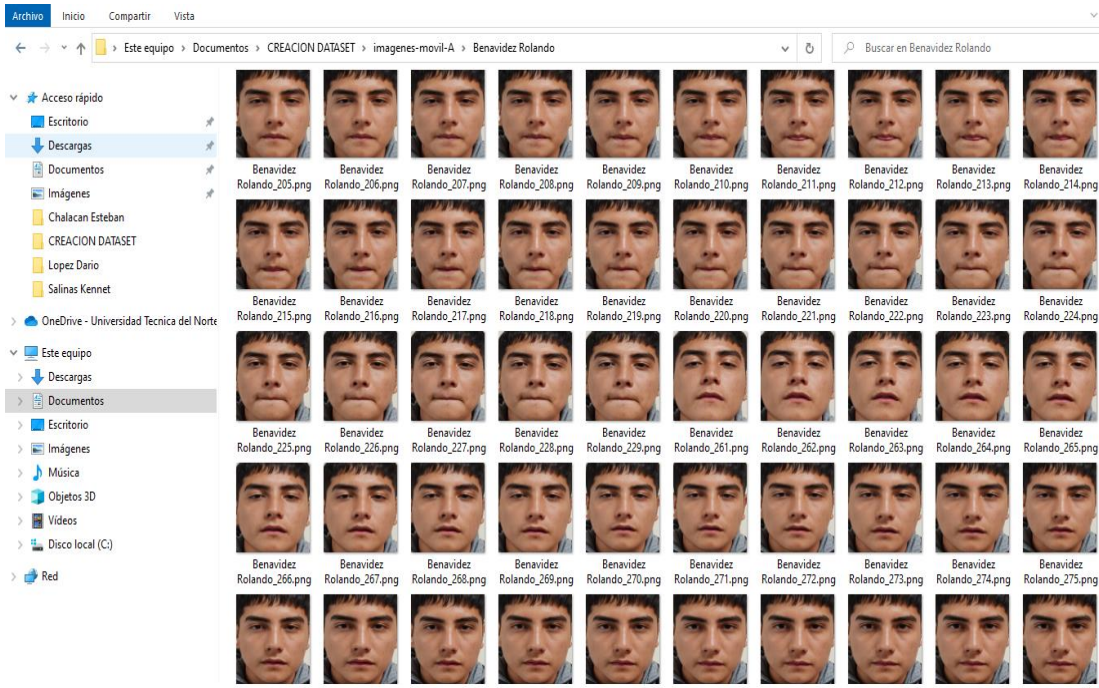 Archivo Inicio Compartir Vista
Este equipo > Documentos > CREACION DATASET > imagenes-movil-A > Benavidez Rolando
Buscar en Benavidez Rolando
Acceso rápido
Escritorio
Descargas
Documentos
Imágenes
Chalacan Esteban
CREACION DATASET
Lopez Dario
Salinas Kennet
OneDrive - Universidad Tecnica del Norte
Este equipo
Descargas
Documentos
Escritorio
Imágenes
Música
Objetos 3D
Vídeos
Disco local (C:)
Red
Benavidez Benavidez Benavidez Benavidez Benavidez Benavidez Benavidez Benavidez Benavidez Benavidez
Rolando_205.png Rolando_206.png Rolando_207.png Rolando_208.png Rolando_209.png Rolando_210.png Rolando_211.png Rolando_212.png Rolando_213.png Rolando_214.png
Benavidez Benavidez Benavidez Benavidez Benavidez Benavidez Benavidez Benavidez Benavidez Benavidez
Rolando_215.png Rolando_216.png Rolando_217.png Rolando_218.png Rolando_219.png Rolando_220.png Rolando_221.png Rolando_222.png Rolando_223.png Rolando_224.png
Benavidez Benavidez Benavidez Benavidez Benavidez Benavidez Benavidez Benavidez Benavidez Benavidez
Rolando_225.png Rolando_226.png Rolando_227.png Rolando_228.png Rolando_229.png Rolando_261.png Rolando_262.png Rolando_263.png Rolando_264.png Rolando_265.png
Benavidez Benavidez Benavidez Benavidez Benavidez Benavidez Benavidez Benavidez Benavidez Benavidez
Rolando_266.png Rolando_267.png Rolando_268.png Rolando_269.png Rolando_270.png Rolando_271.png Rolando_272.png Rolando_273.png Rolando_274.png Rolando_275.png